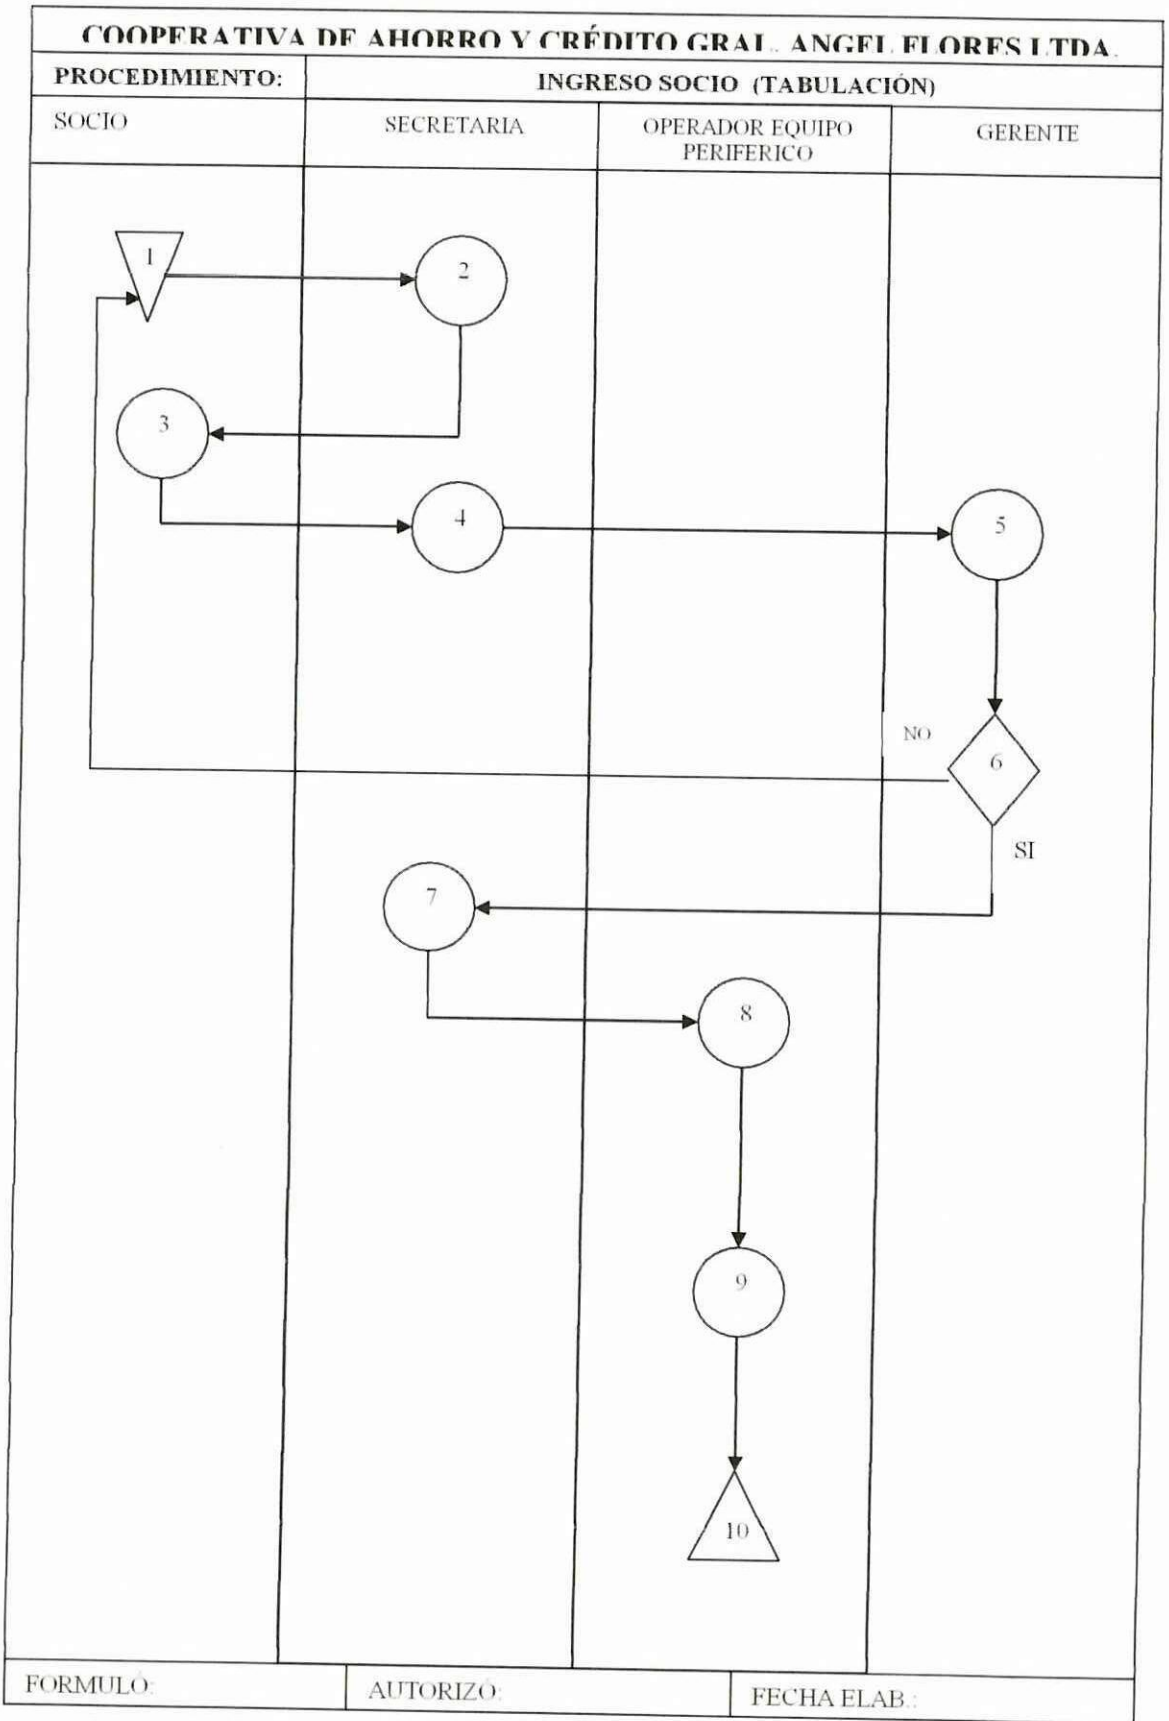 COOPERATIVA DE AHORRO Y CRÉDITO GRAL. ANGEL FLORES LTDA.
PROCEDIMIENTO: INGRESO SOCIO (TABULACIÓN)
SOCIO SECRETARIA OPERADOR EQUIPO PERIFERICO GERENTE
1
2
3
4
5
NO
6
SI
7
8
9
10
FORMULÓ: AUTORIZÓ: FECHA ELAB.: